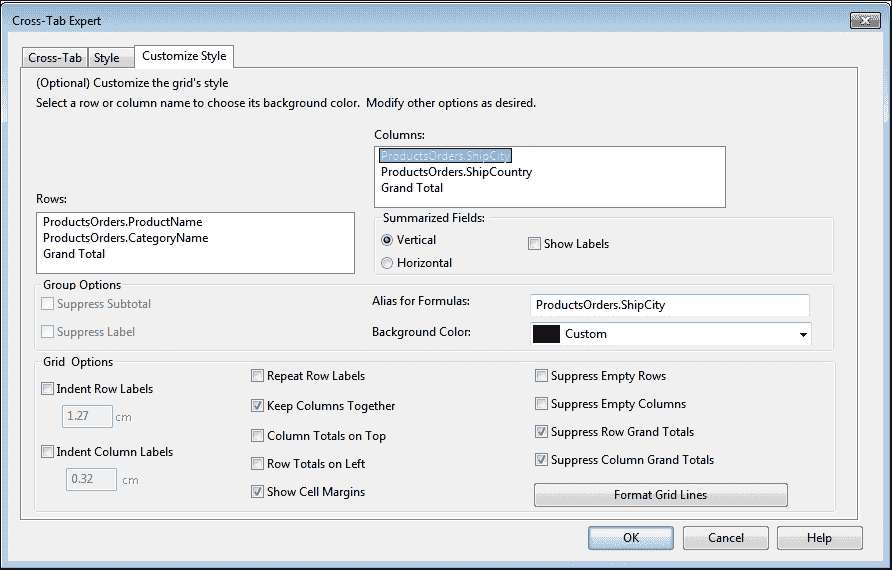 Cross-Tab Expert
Cross-Tab Style Customize Style
(Optional) Customize the grid's style
Select a row or column name to choose its background color. Modify other options as desired.
Columns:
ProductsOrders.ShipCity
ProductsOrders.ShipCountry
Grand Total
Rows:
ProductsOrders.ProductName
ProductsOrders.CategoryName
Grand Total
Summarized Fields:
Vertical
Show Labels
Horizontal
Group Options
Suppress Subtotal
Suppress Label
Alias for Formulas: ProductsOrders.ShipCity
Background Color: Custom
Grid Options
Indent Row Labels
1.27 cm
Indent Column Labels
0.32 cm
Repeat Row Labels
Keep Columns Together
Column Totals on Top
Row Totals on Left
Show Cell Margins
Suppress Empty Rows
Suppress Empty Columns
Suppress Row Grand Totals
Suppress Column Grand Totals
Format Grid Lines
OK Cancel Help